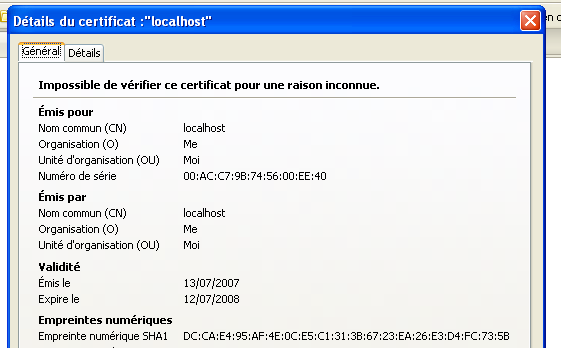 Détails du certificat :"localhost"
en c
Général Détails
Impossible de vérifier ce certificat pour une raison inconnue.
Émis pour
Nom commun (CN) localhost
Organisation (O) Me
Unité d'organisation (OU) Moi
Numéro de série 00:AC:C7:9B:74:56:00:EE:40
Émis par
Nom commun (CN) localhost
Organisation (O) Me
Unité d'organisation (OU) Moi
Validité
Émis le 13/07/2007
Expire le 12/07/2008
Empreintes numériques
Empreinte numérique SHA1 DC:CA:E4:95:AF:4E:0C:E5:C1:31:3B:67:23:EA:26:E3:D4:FC:73:5B